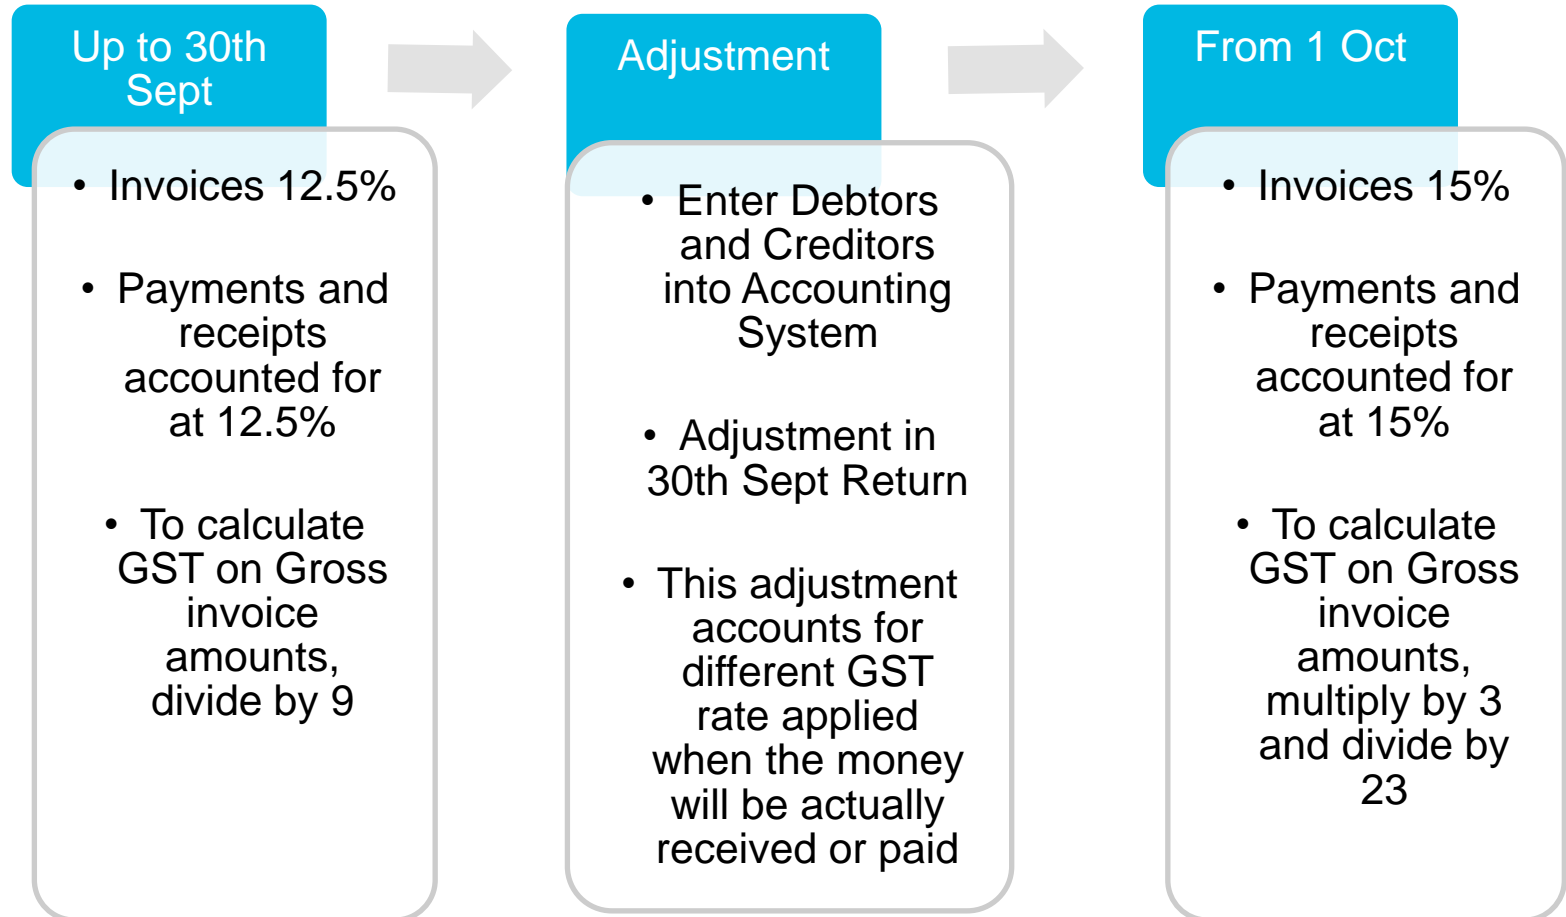 Up to 30th
Sept
• Invoices 12.5%
• Payments and
receipts
accounted for
at 12.5%
• To calculate
GST on Gross
invoice
amounts,
divide by 9
Adjustment
• Enter Debtors
and Creditors
into Accounting
System
• Adjustment in
30th Sept Return
• This adjustment
accounts for
different GST
rate applied
when the money
will be actually
received or paid
From 1 Oct
• Invoices 15%
• Payments and
receipts
accounted for
at 15%
• To calculate
GST on Gross
invoice
amounts,
multiply by 3
and divide by
23